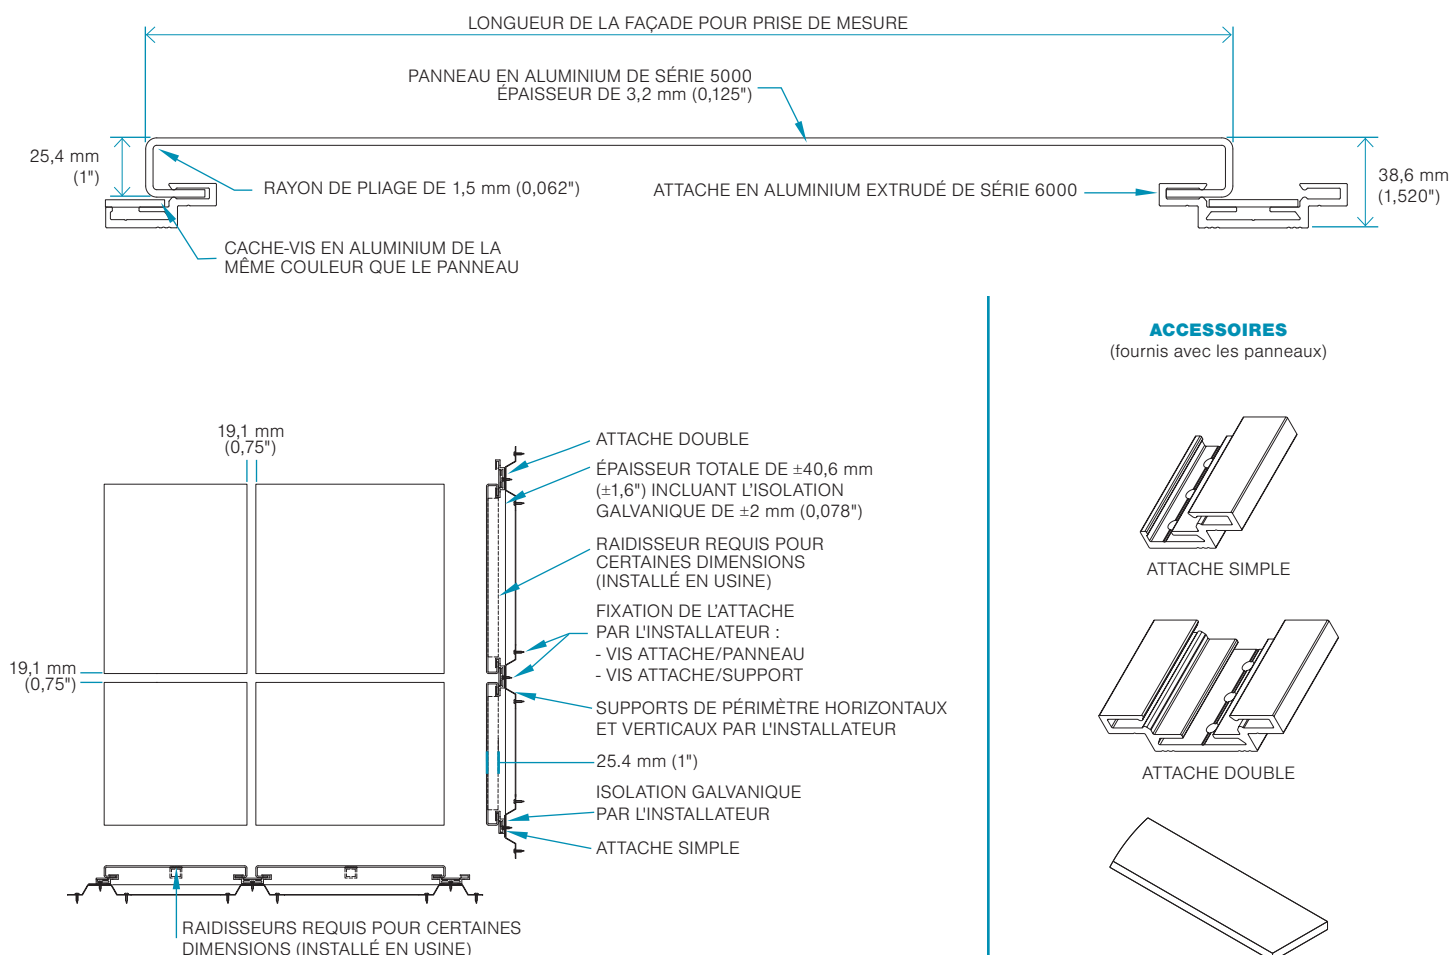 LONGUEUR DE LA FAÇADE POUR PRISE DE MESURE
PANNEAU EN ALUMINIUM DE SÉRIE 5000
ÉPAISSEUR DE 3,2 mm (0,125")
25,4 mm
(1")
RAYON DE PLIAGE DE 1,5 mm (0,062")
ATTACHE EN ALUMINIUM EXTRUDÉ DE SÉRIE 6000
38,6 mm
(1,520")
CACHE-VIS EN ALUMINIUM DE LA
MÊME COULEUR QUE LE PANNEAU
19,1 mm
(0,75")
19,1 mm
(0,75")
ATTACHE DOUBLE
ÉPAISSEUR TOTALE DE ±40,6 mm
(±1,6") INCLUANT L'ISOLATION
GALVANIQUE DE ±2 mm (0,078")
RAIDISSEUR REQUIS POUR
CERTAINES DIMENSIONS
(INSTALLÉ EN USINE)
FIXATION DE L'ATTACHE
PAR L'INSTALLATEUR :
- VIS ATTACHE/PANNEAU
- VIS ATTACHE/SUPPORT
SUPPORTS DE PÉRIMÈTRE HORIZONTAUX
ET VERTICAUX PAR L'INSTALLATEUR
25.4 mm (1")
ISOLATION GALVANIQUE
PAR L'INSTALLATEUR
ATTACHE SIMPLE
RAIDISSEURS REQUIS POUR CERTAINES
DIMENSIONS (INSTALLÉ EN USINE)
ACCESSOIRES
(fournis avec les panneaux)
ATTACHE SIMPLE
ATTACHE DOUBLE